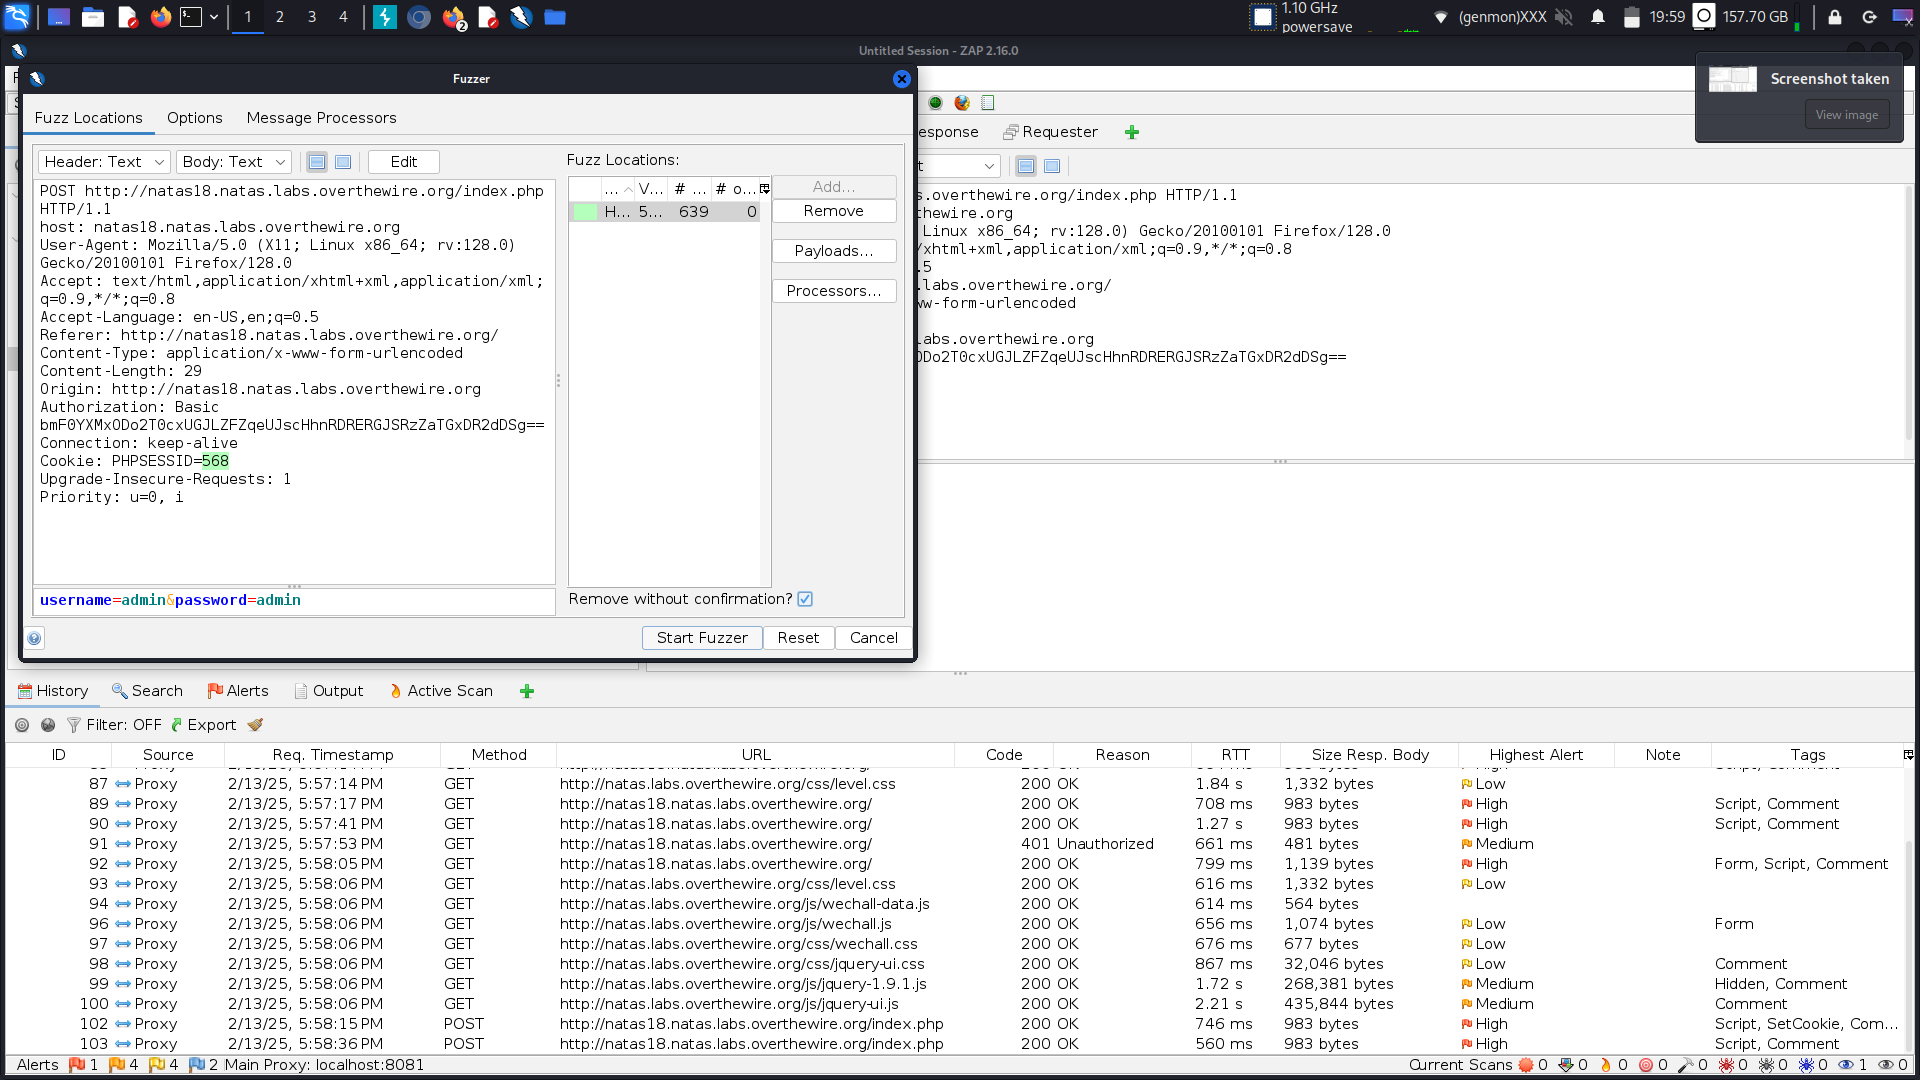 1
2
3
4
2
1.10 GHz
powersave
(genmon)XXX
19:59
157.70 GB
Untitled Session - ZAP 2.16.0
Screenshot taken
View image
Fuzzer
Fuzz Locations
Options
Message Processors
Header: Text
Body: Text
Edit
Fuzz Locations:
POST http://natas18.natas.labs.overthewire.org/index.php
HTTP/1.1
host: natas18.natas.labs.overthewire.org
User-Agent: Mozilla/5.0 (X11; Linux x86_64; rv:128.0)
Gecko/20100101 Firefox/128.0
Accept: text/html,application/xhtml+xml,application/xml;
q=0.9,*/*;q=0.8
Accept-Language: en-US,en;q=0.5
Referer: http://natas18.natas.labs.overthewire.org/
Content-Type: application/x-www-form-urlencoded
Content-Length: 29
Origin: http://natas18.natas.labs.overthewire.org
Authorization: Basic
bmF0YXMxODo2T0cxUGJLZFZqeUJscHhnRDRERGJSRzZaTGxDR2dDSg==
Connection: keep-alive
Cookie: PHPSESSID=568
Upgrade-Insecure-Requests: 1
Priority: u=0, i
username=admin&password=admin
... V... # ... # o...
H... 5... 639 0
Add...
Remove
Payloads...
Processors...
Remove without confirmation?
Start Fuzzer
Reset
Cancel
esponse
Requester
t
s.overthewire.org/index.php HTTP/1.1
hewire.org
Linux x86_64; rv:128.0) Gecko/20100101 Firefox/128.0
xhtml+xml,application/xml;q=0.9,*/*;q=0.8
.5
.labs.overthewire.org/
ww-form-urlencoded
abs.overthewire.org
ODo2T0cxUGJLZFZqeUJscHhnRDRERGJSRzZaTGxDR2dDSg==
History
Search
Alerts
Output
Active Scan
Filter: OFF
Export
ID Source Req. Timestamp Method URL Code Reason RTT Size Resp. Body Highest Alert Note Tags
87 Proxy 2/13/25, 5:57:14 PM GET http://natas.labs.overthewire.org/css/level.css 200 OK 1.84 s 1,332 bytes Low
89 Proxy 2/13/25, 5:57:17 PM GET http://natas18.natas.labs.overthewire.org/ 200 OK 708 ms 983 bytes High Script, Comment
90 Proxy 2/13/25, 5:57:41 PM GET http://natas18.natas.labs.overthewire.org/ 200 OK 1.27 s 983 bytes High Script, Comment
91 Proxy 2/13/25, 5:57:53 PM GET http://natas18.natas.labs.overthewire.org/ 401 Unauthorized 661 ms 481 bytes Medium
92 Proxy 2/13/25, 5:58:05 PM GET http://natas18.natas.labs.overthewire.org/ 200 OK 799 ms 1,139 bytes High Form, Script, Comment
93 Proxy 2/13/25, 5:58:06 PM GET http://natas.labs.overthewire.org/css/level.css 200 OK 616 ms 1,332 bytes Low
94 Proxy 2/13/25, 5:58:06 PM GET http://natas.labs.overthewire.org/js/wechall-data.js 200 OK 614 ms 564 bytes
96 Proxy 2/13/25, 5:58:06 PM GET http://natas.labs.overthewire.org/js/wechall.js 200 OK 656 ms 1,074 bytes Low Form
97 Proxy 2/13/25, 5:58:06 PM GET http://natas.labs.overthewire.org/css/wechall.css 200 OK 676 ms 677 bytes Low
98 Proxy 2/13/25, 5:58:06 PM GET http://natas.labs.overthewire.org/css/jquery-ui.css 200 OK 867 ms 32,046 bytes Low Comment
99 Proxy 2/13/25, 5:58:06 PM GET http://natas.labs.overthewire.org/js/jquery-1.9.1.js 200 OK 1.72 s 268,381 bytes Medium Hidden, Comment
100 Proxy 2/13/25, 5:58:06 PM GET http://natas.labs.overthewire.org/js/jquery-ui.js 200 OK 2.21 s 435,844 bytes Medium Comment
102 Proxy 2/13/25, 5:58:15 PM POST http://natas18.natas.labs.overthewire.org/index.php 200 OK 746 ms 983 bytes High Script, SetCookie, Com...
103 Proxy 2/13/25, 5:58:36 PM POST http://natas18.natas.labs.overthewire.org/index.php 200 OK 560 ms 983 bytes High Script, Comment
Alerts 1 4 4 2 Main Proxy: localhost:8081
Current Scans 0 0 0 0 0 0 0 0 1 0